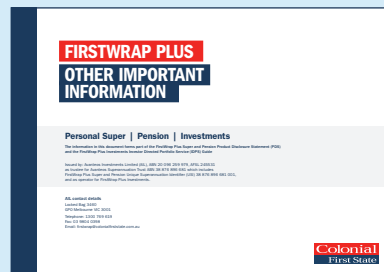 FIRSTWRAP PLUS
OTHER IMPORTANT
INFORMATION
Personal Super | Pension | Investments
The information in this document forms part of the FirstWrap Plus Super and Pension Product Disclosure Statement (PDS)
and the FirstWrap Plus Investments Investor Directed Portfolio Service (IDPS) Guide
Issued by: Avanteos Investments Limited (AIL), ABN 20 096 259 979, AFSL 245531
as trustee for Avanteos Superannuation Trust ABN 38 876 896 681 which includes
FirstWrap Plus Super and Pension Unique Superannuation Identifier (USI) 38 876 896 681 001,
and as operator for FirstWrap Plus Investments.
AIL contact details
Locked Bag 3460
GPO Melbourne VIC 3001
Telephone: 1300 769 619
Fax: 03 9804 0398
Email: firstwrap@colonialfirststate.com.au
Colonial
First State